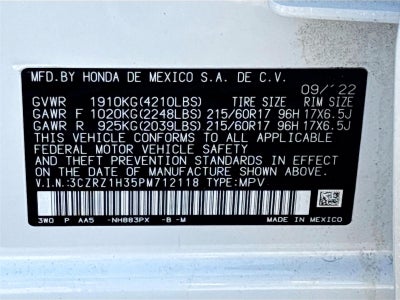 MFD.BY HONDA DE MEXICO S.A. DE C.V.
09/'22
GVWR 1910KG(4210LBS) TIRE SIZE RIM SIZE
GAWR F 1020KG(2248LBS) 215/60R17 96H 17X6.5J
GAWR R 925KG(2039LBS) 215/60R17 96H 17X6.5J
THIS VEHICLE CONFORMS TO ALL APPLICABLE
FEDERAL MOTOR VEHICLE SAFETY
AND THEFT PREVENTION STANDARDS IN EFFECT
ON THE DATE OF MANUFACTURE SHOWN ABOVE.
V.I.N.:3CZRZ1H35PM712118 TYPE:MPV
3W0 P AA5 -NH883PX -B -M MADE IN MEXICO